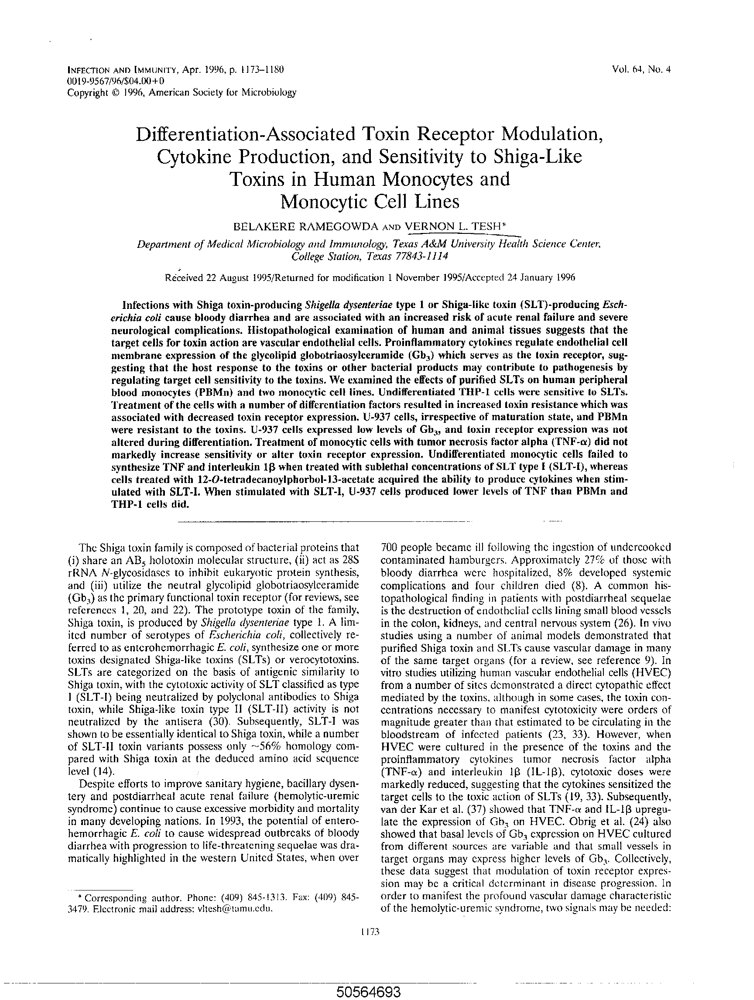 INFECTION AND IMMUNITY, Apr. 1996, p. 1173–1180
0019-9567/96/$04.00+0
Copyright © 1996, American Society for Microbiology
Vol. 64, No. 4
Differentiation-Associated Toxin Receptor Modulation,
Cytokine Production, and Sensitivity to Shiga-Like
Toxins in Human Monocytes and
Monocytic Cell Lines
BELAKERE RAMEGOWDA AND VERNON L. TESH*
Department of Medical Microbiology and Immunology, Texas A&M University Health Science Center,
College Station, Texas 77843-1114
Received 22 August 1995/Returned for modification 1 November 1995/Accepted 24 January 1996
Infections with Shiga toxin-producing Shigella dysenteriae type 1 or Shiga-like toxin (SLT)-producing Esch-
erichia coli cause bloody diarrhea and are associated with an increased risk of acute renal failure and severe
neurological complications. Histopathological examination of human and animal tissues suggests that the
target cells for toxin action are vascular endothelial cells. Proinflammatory cytokines regulate endothelial cell
membrane expression of the glycolipid globotriaosylceramide (Gb3) which serves as the toxin receptor, sug-
gesting that the host response to the toxins or other bacterial products may contribute to pathogenesis by
regulating target cell sensitivity to the toxins. We examined the effects of purified SLTs on human peripheral
blood monocytes (PBMn) and two monocytic cell lines. Undifferentiated THP-1 cells were sensitive to SLTs.
Treatment of the cells with a number of differentiation factors resulted in increased toxin resistance which was
associated with decreased toxin receptor expression. U-937 cells, irrespective of maturation state, and PBMn
were resistant to the toxins. U-937 cells expressed low levels of Gb3, and toxin receptor expression was not
altered during differentiation. Treatment of monocytic cells with tumor necrosis factor alpha (TNF-α) did not
markedly increase sensitivity or alter toxin receptor expression. Undifferentiated monocytic cells failed to
synthesize TNF and interleukin 1β when treated with sublethal concentrations of SLT type I (SLT-I), whereas
cells treated with 12-O-tetradecanoylphorbol-13-acetate acquired the ability to produce cytokines when stim-
ulated with SLT-I. When stimulated with SLT-I, U-937 cells produced lower levels of TNF than PBMn and
THP-1 cells did.
The Shiga toxin family is composed of bacterial proteins that
(i) share an AB5 holotoxin molecular structure, (ii) act as 28S
rRNA N-glycosidases to inhibit eukaryotic protein synthesis,
and (iii) utilize the neutral glycolipid globotriaosylceramide
(Gb3) as the primary functional toxin receptor (for reviews, see
references 1, 20, and 22). The prototype toxin of the family,
Shiga toxin, is produced by Shigella dysenteriae type 1. A lim-
ited number of serotypes of Escherichia coli, collectively re-
ferred to as enterohemorrhagic E. coli, synthesize one or more
toxins designated Shiga-like toxins (SLTs) or verocytotoxins.
SLTs are categorized on the basis of antigenic similarity to
Shiga toxin, with the cytotoxic activity of SLT classified as type
I (SLT-I) being neutralized by polyclonal antibodies to Shiga
toxin, while Shiga-like toxin type II (SLT-II) activity is not
neutralized by the antisera (30). Subsequently, SLT-I was
shown to be essentially identical to Shiga toxin, while a number
of SLT-II toxin variants possess only ~56% homology com-
pared with Shiga toxin at the deduced amino acid sequence
level (14).
Despite efforts to improve sanitary hygiene, bacillary dysen-
tery and postdiarrheal acute renal failure (hemolytic-uremic
syndrome) continue to cause excessive morbidity and mortality
in many developing nations. In 1993, the potential of entero-
hemorrhagic E. coli to cause widespread outbreaks of bloody
diarrhea with progression to life-threatening sequelae was dra-
matically highlighted in the western United States, when over
* Corresponding author. Phone: (409) 845-1313. Fax: (409) 845-
3479. Electronic mail address: vltesh@tamu.edu.
700 people became ill following the ingestion of undercooked
contaminated hamburgers. Approximately 27% of those with
bloody diarrhea were hospitalized, 8% developed systemic
complications and four children died (8). A common his-
topathological finding in patients with postdiarrheal sequelae
is the destruction of endothelial cells lining small blood vessels
in the colon, kidneys, and central nervous system (26). In vivo
studies using a number of animal models demonstrated that
purified Shiga toxin and SLTs cause vascular damage in many
of the same target organs (for a review, see reference 9). In
vitro studies utilizing human vascular endothelial cells (HVEC)
from a number of sites demonstrated a direct cytopathic effect
mediated by the toxins, although in some cases, the toxin con-
centrations necessary to manifest cytotoxicity were orders of
magnitude greater than that estimated to be circulating in the
bloodstream of infected patients (23, 33). However, when
HVEC were cultured in the presence of the toxins and the
proinflammatory cytokines tumor necrosis factor alpha
(TNF-α) and interleukin 1β (IL-1β), cytotoxic doses were
markedly reduced, suggesting that the cytokines sensitized the
target cells to the toxic action of SLTs (19, 33). Subsequently,
van der Kar et al. (37) showed that TNF-α and IL-1β upregu-
late the expression of Gb3 on HVEC. Obrig et al. (24) also
showed that basal levels of Gb3 expression on HVEC cultured
from different sources are variable and that small vessels in
target organs may express higher levels of Gb3. Collectively,
these data suggest that modulation of toxin receptor expres-
sion may be a critical determinant in disease progression. In
order to manifest the profound vascular damage characteristic
of the hemolytic-uremic syndrome, two signals may be needed:
1173
50564693